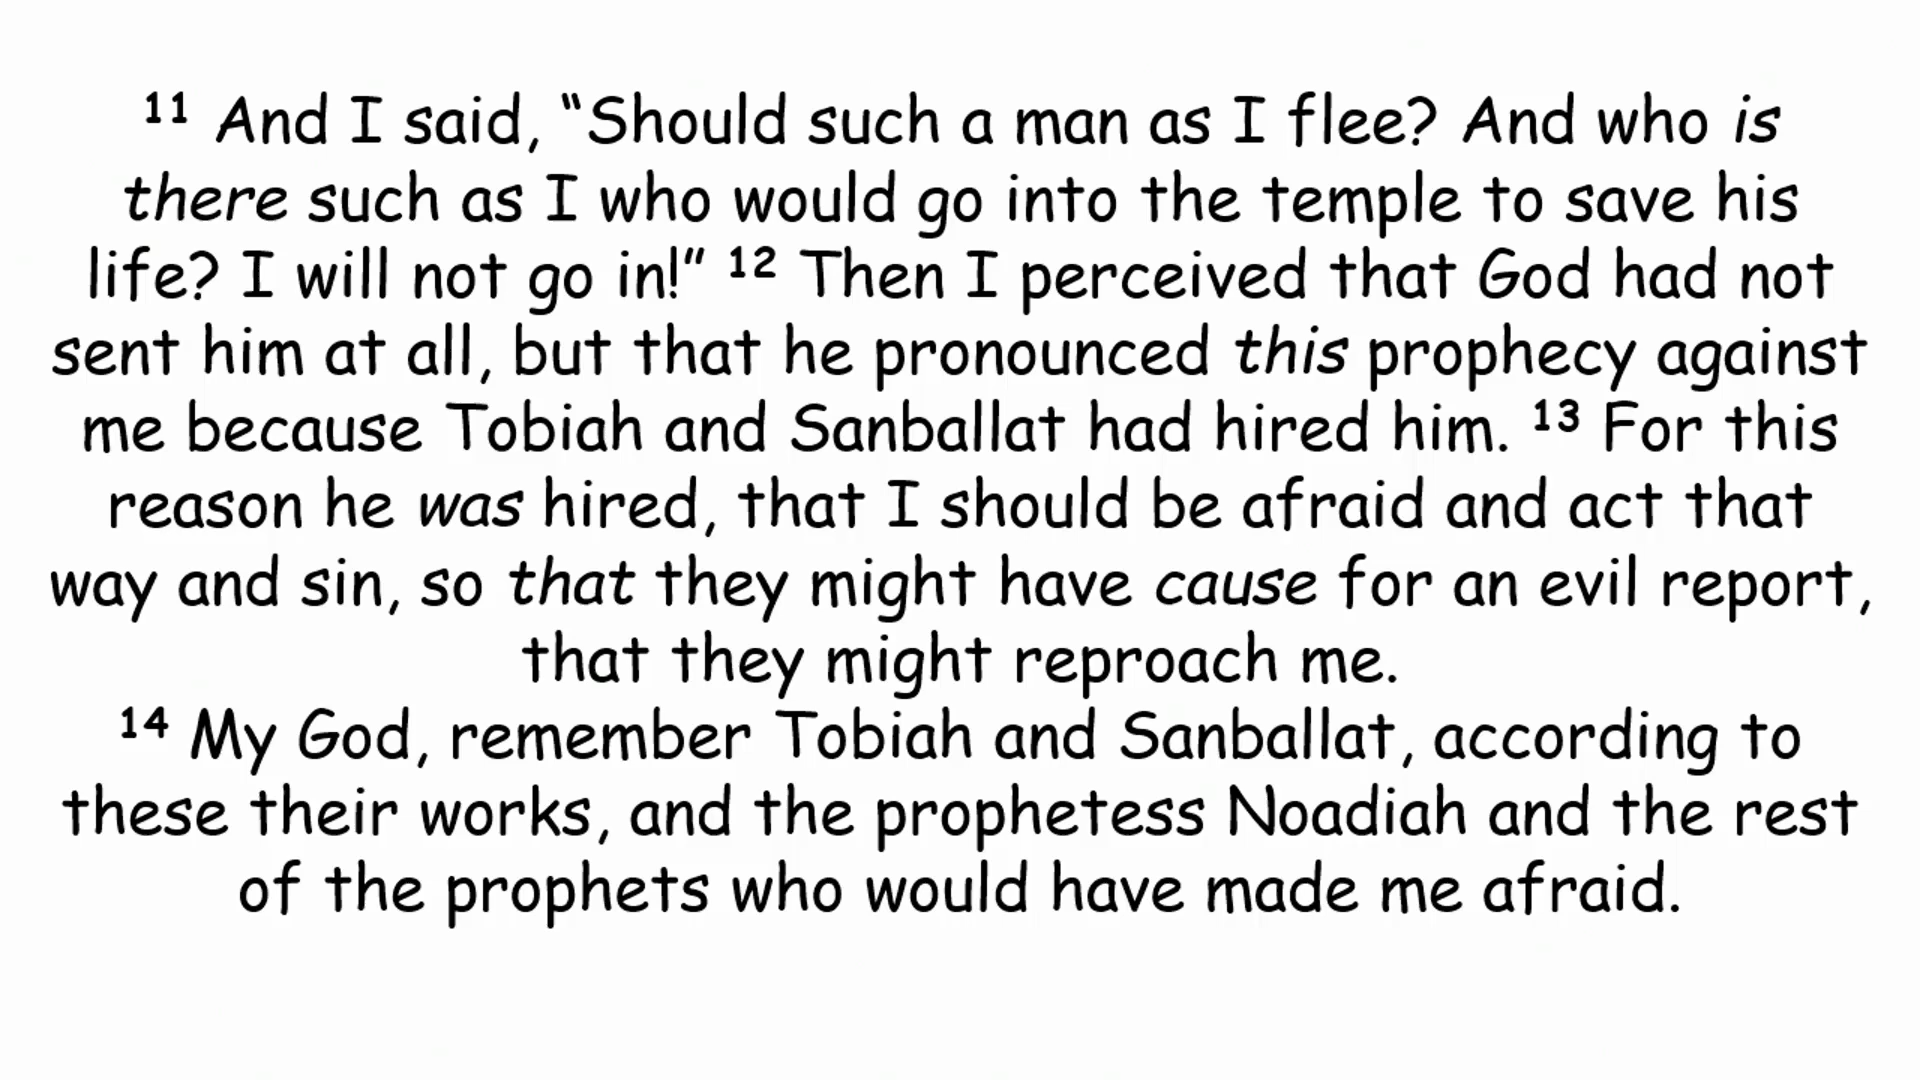 11 And I said, “Should such a man as I flee? And who is
there such as I who would go into the temple to save his
life? I will not go in!” 12 Then I perceived that God had not
sent him at all, but that he pronounced this prophecy against
me because Tobiah and Sanballat had hired him. 13 For this
reason he was hired, that I should be afraid and act that
way and sin, so that they might have cause for an evil report,
that they might reproach me.
14 My God, remember Tobiah and Sanballat, according to
these their works, and the prophetess Noadiah and the rest
of the prophets who would have made me afraid.